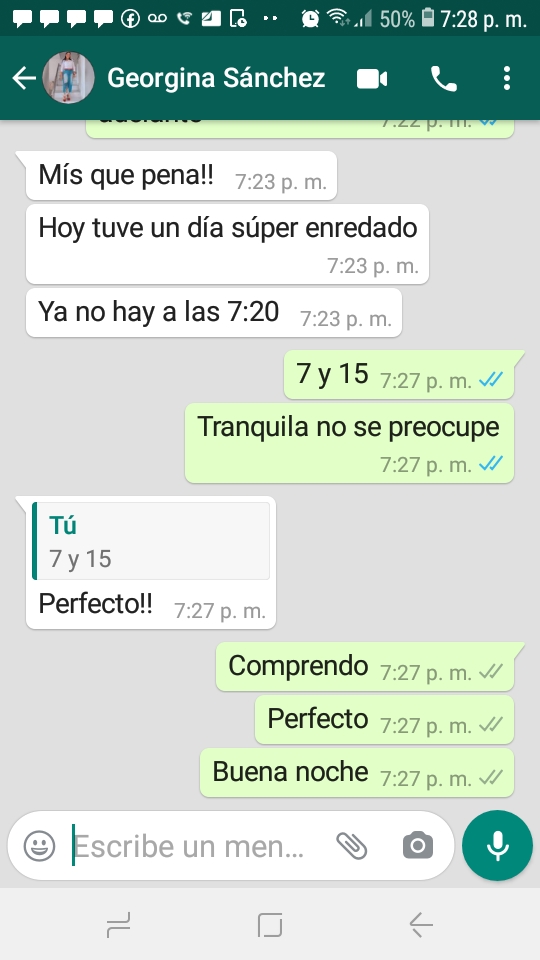 50% 7:28 p. m.
Georgina Sánchez
adelante 7:22 p. m.
Mís que pena!! 7:23 p. m.
Hoy tuve un día súper enredado
7:23 p. m.
Ya no hay a las 7:20 7:23 p. m.
7 y 15 7:27 p. m.
Tranquila no se preocupe
7:27 p. m.
Tú
7 y 15
Perfecto!! 7:27 p. m.
Comprendo 7:27 p. m.
Perfecto 7:27 p. m.
Buena noche 7:27 p. m.
Escribe un men...